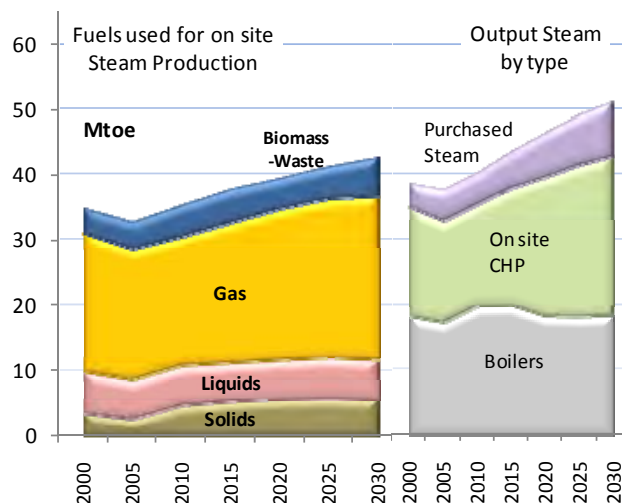 Fuels used for on site
Steam Production
Output Steam
by type
60
50
40
30
20
10
0
Mtoe
Biomass
-Waste
Gas
Liquids
Solids
Purchased
Steam
On site
CHP
Boilers
2000
2005
2010
2015
2020
2025
2030
2000
2005
2010
2015
2020
2025
2030